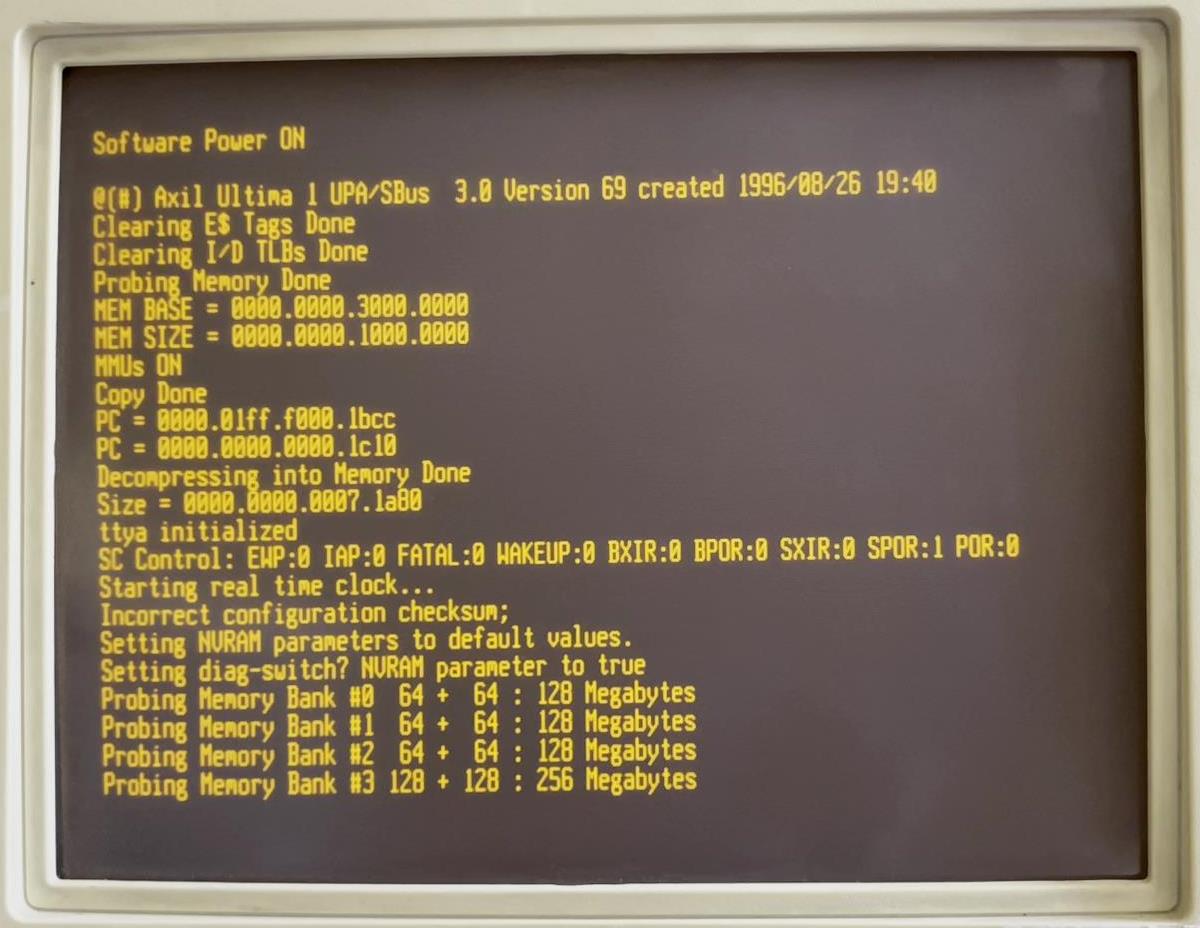 Software Power ON
@(#) Axil Ultima 1 UPA/SBus  3.0 Version 69 created 1996/08/26 19:40
Clearing E$ Tags Done
Clearing I/D TLBs Done
Probing Memory Done
MEM BASE = 0000.0000.3000.0000
MEM SIZE = 0000.0000.1000.0000
MMUs ON
Copy Done
PC = 0000.01ff.f000.1bcc
PC = 0000.0000.0000.1c10
Decompressing into Memory Done
Size = 0000.0000.0007.1a80
ttya initialized
SC Control: EWP:0 IAP:0 FATAL:0 WAKEUP:0 BXIR:0 BPOR:0 SXIR:0 SPOR:1 POR:0
Starting real time clock...
Incorrect configuration checksum;
Setting NVRAM parameters to default values.
Setting diag-switch? NVRAM parameter to true
Probing Memory Bank #0  64 +  64 : 128 Megabytes
Probing Memory Bank #1  64 +  64 : 128 Megabytes
Probing Memory Bank #2  64 +  64 : 128 Megabytes
Probing Memory Bank #3 128 + 128 : 256 Megabytes